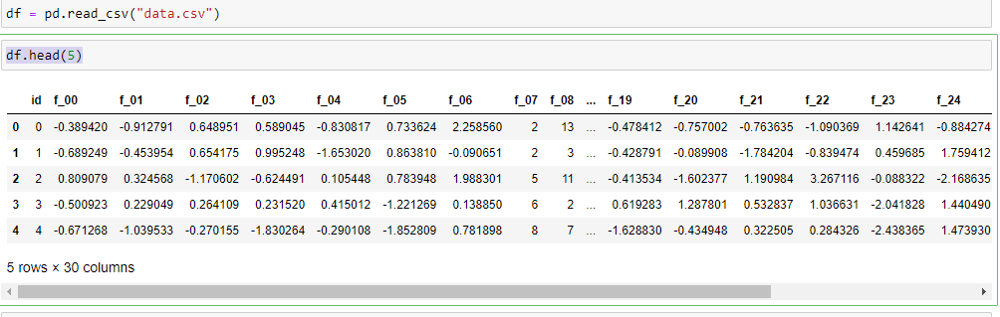 df = pd.read_csv("data.csv")
df.head(5)
id f_00 f_01 f_02 f_03 f_04 f_05 f_06 f_07 f_08 ... f_19 f_20 f_21 f_22 f_23 f_24
0 0 -0.389420 -0.912791 0.648951 0.589045 -0.830817 0.733624 2.258560 2 13 ... -0.478412 -0.757002 -0.763635 -1.090369 1.142641 -0.884274
1 1 -0.689249 -0.453954 0.654175 0.995248 -1.653020 0.863810 -0.090651 2 3 ... -0.428791 -0.089908 -1.784204 -0.839474 0.459685 1.759412
2 2 0.809079 0.324568 -1.170602 -0.624491 0.105448 0.783948 1.988301 5 11 ... -0.413534 -1.602377 1.190984 3.267116 -0.088322 -2.168635
3 3 -0.500923 0.229049 0.264109 0.231520 0.415012 -1.221269 0.138850 6 2 ... 0.619283 1.287801 0.532837 1.036631 -2.041828 1.440490
4 4 -0.671268 -1.039533 -0.270155 -1.830264 -0.290108 -1.852809 0.781898 8 7 ... -1.628830 -0.434948 0.322505 0.284326 -2.438365 1.473930
5 rows × 30 columns